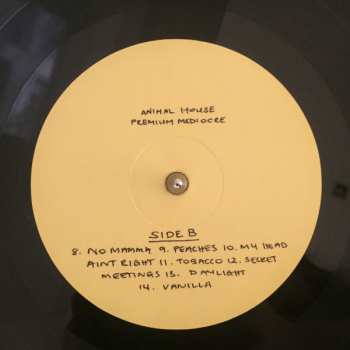 ANIMAL HOUSE
PREMIUM MEDIOCRE
SIDE B
8. NO MAMMA 9. PEACHES 10. MY HEAD
AINT RIGHT 11. TOBACCO 12. SECRET
MEETINGS 13. DAYLIGHT
14. VANILLA